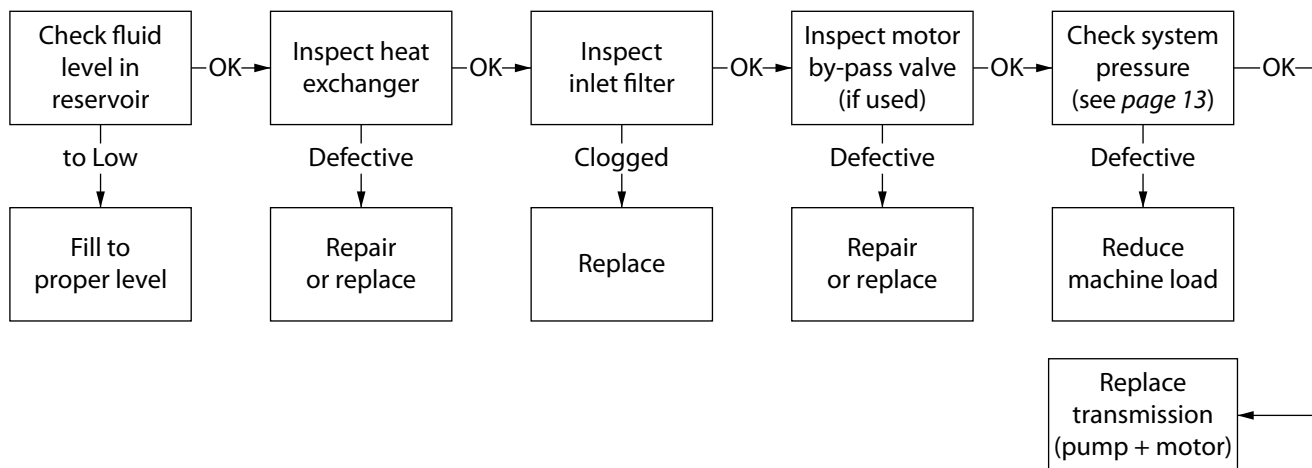 Check fluid
level in
reservoir
OK
Inspect heat
exchanger
OK
Inspect
inlet filter
OK
Inspect motor
by-pass valve
(if used)
OK
Check system
pressure
(see page 13)
OK
to Low
Defective
Clogged
Defective
Defective
Fill to
proper level
Repair
or replace
Replace
Repair
or replace
Reduce
machine load
Replace
transmission
(pump + motor)